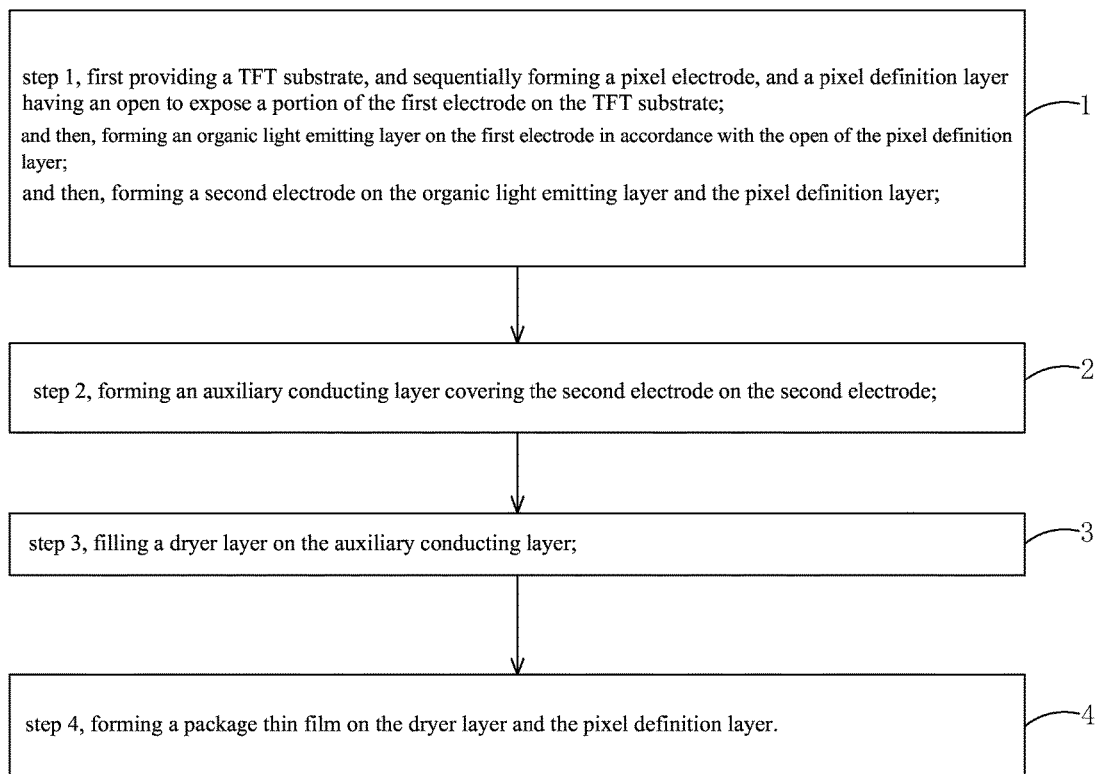 step 1, first providing a TFT substrate, and sequentially forming a pixel electrode, and a pixel definition layer
having an open to expose a portion of the first electrode on the TFT substrate;
and then, forming an organic light emitting layer on the first electrode in accordance with the open of the pixel definition
layer;
and then, forming a second electrode on the organic light emitting layer and the pixel definition layer;
1
step 2, forming an auxiliary conducting layer covering the second electrode on the second electrode;
2
step 3, filling a dryer layer on the auxiliary conducting layer;
3
step 4, forming a package thin film on the dryer layer and the pixel definition layer.
4